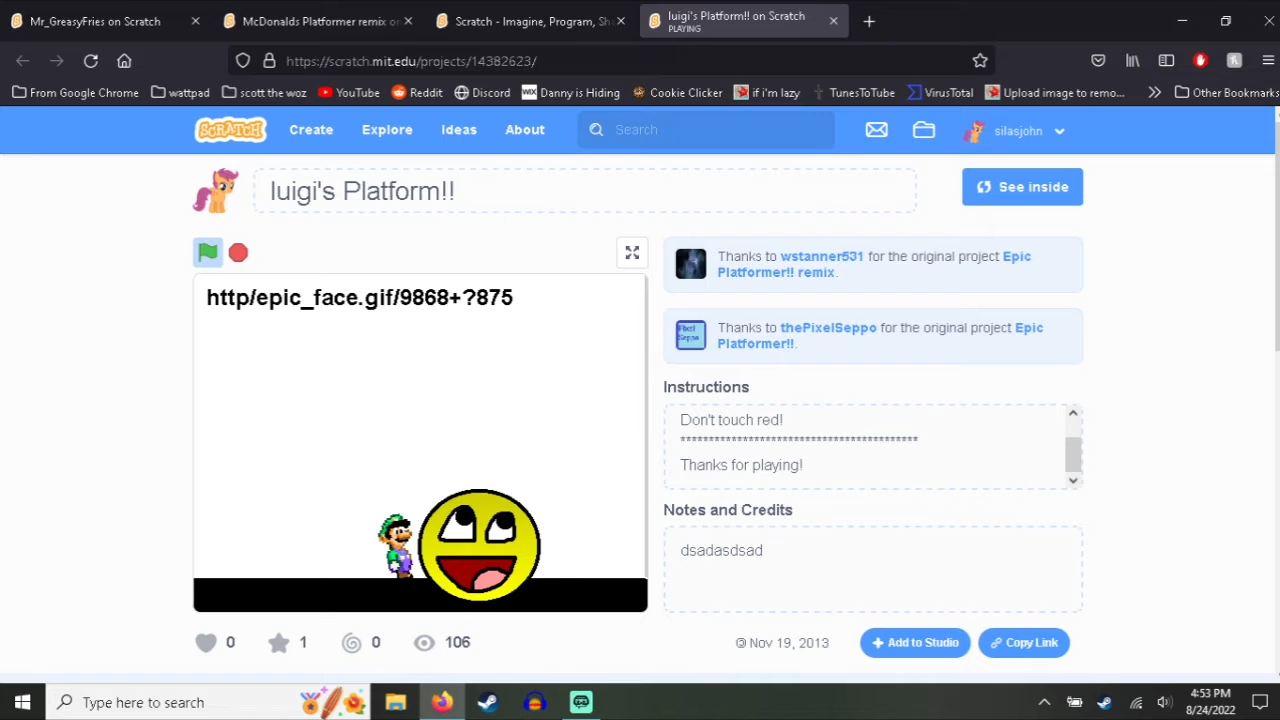 Mr_GreasyFries on Scratch
McDonalds Platformer remix on
Scratch - Imagine, Program, Sh
luigi's Platform!! on Scratch
PLAYING
https://scratch.mit.edu/projects/14382623/
From Google Chrome
wattpad
scott the woz
YouTube
Reddit
Discord
WIX Danny is Hiding
Cookie Clicker
if i'm lazy
TunesToTube
VirusTotal
Upload image to remo...
Other Bookmarks
SCRATCH
Create
Explore
Ideas
About
Search
silasjohn
luigi's Platform!!
See inside
http/epic_face.gif/9868+?875
Thanks to wstanner531 for the original project Epic
Platformer!! remix.
Thanks to thePixelSeppo for the original project Epic
Platformer!!.
Instructions
Don't touch red!
******************************************
Thanks for playing!
Notes and Credits
dsadasdsad
0
1
0
106
© Nov 19, 2013
Add to Studio
Copy Link
Type here to search
4:53 PM
8/24/2022